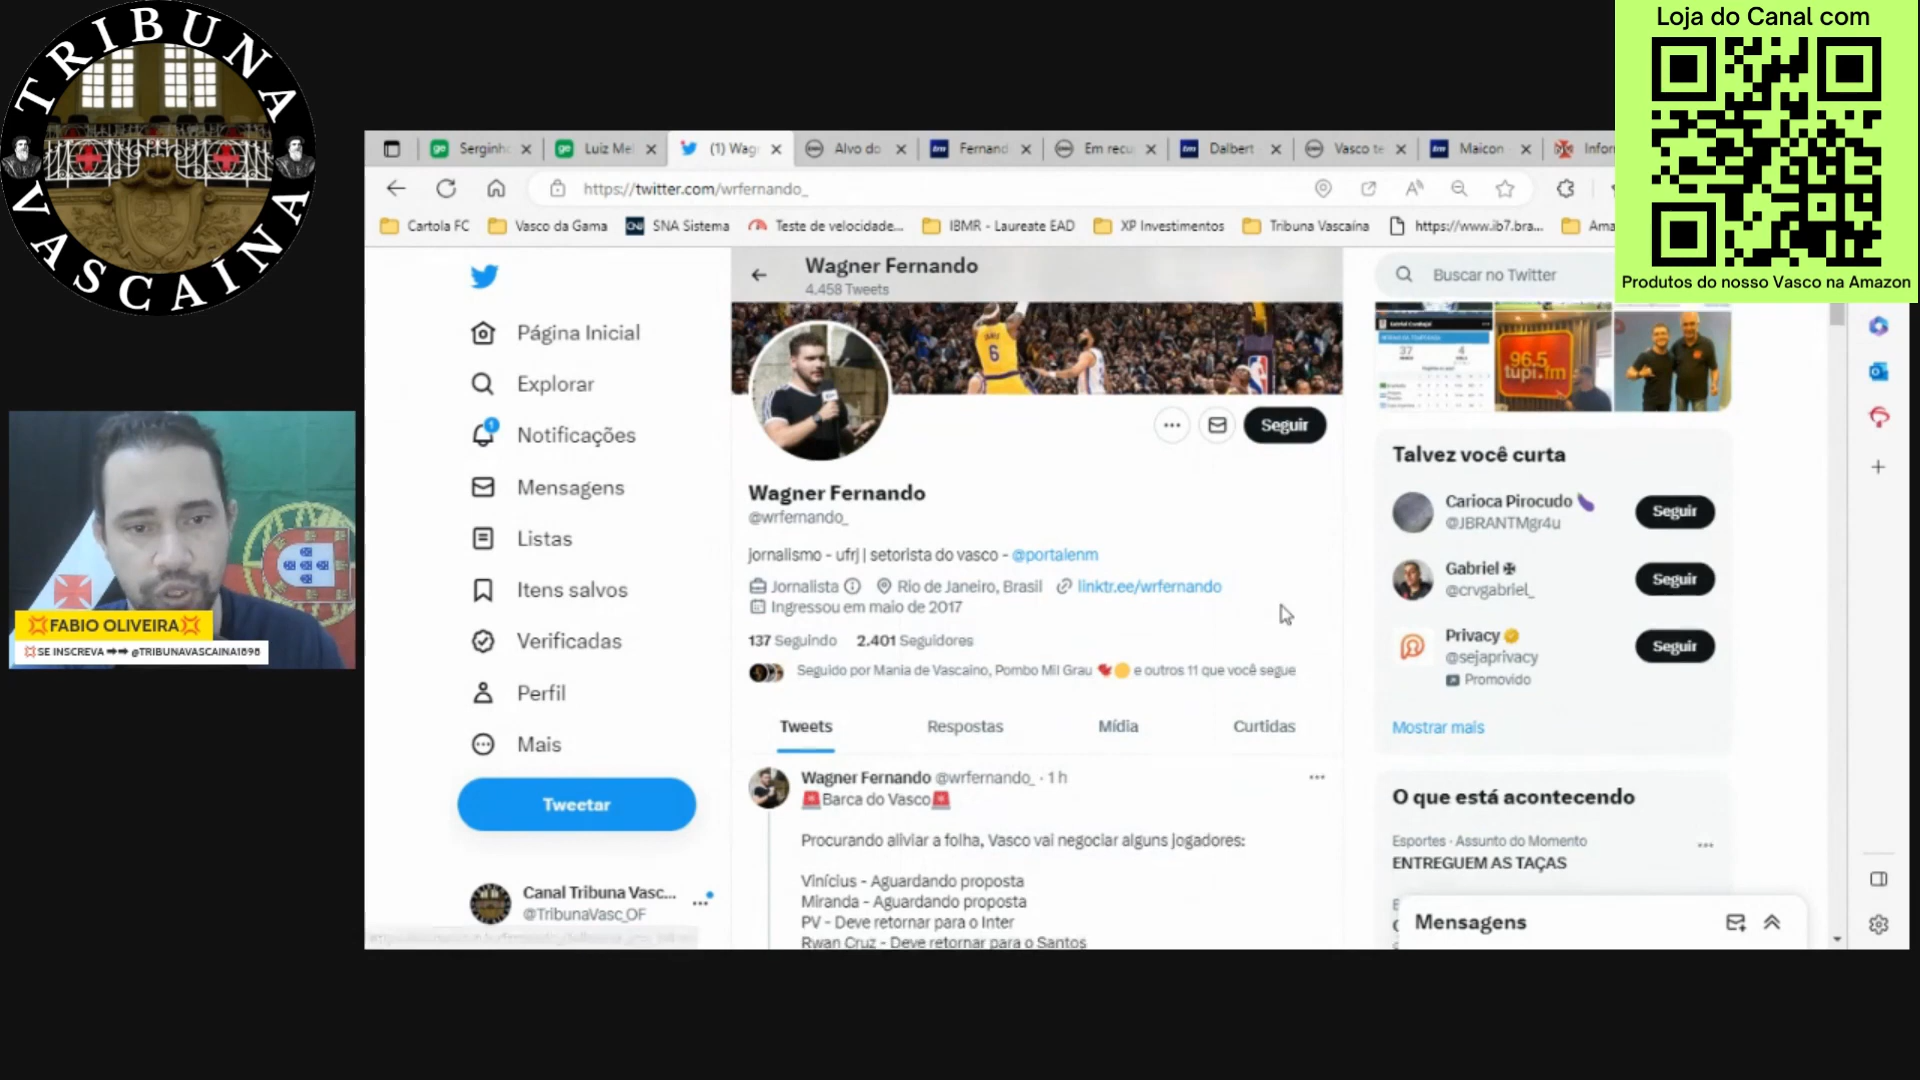 TRIBUNA VASCAÍNA
Loja do Canal com
Produtos do nosso Vasco na Amazon
Serginh
Luiz Mel
(1) Wagn
Alvo do
Fernand
Em recu
Dalbert
Vasco te
Maicon
Infor
https://twitter.com/wrfernando_
Cartola FC
Vasco da Gama
SNA Sistema
Teste de velocidade...
IBMR - Laureate EAD
XP Investimentos
Tribuna Vascaína
https://www.ib7.bra...
Ama
Página Inicial
Explorar
Notificações
Mensagens
Listas
Itens salvos
Verificadas
Perfil
Mais
Tweetar
Canal Tribuna Vasc...
@TribunaVasc_OF
Wagner Fernando
4.458 Tweets
6
Seguir
Wagner Fernando
@wrfernando_
jornalismo - ufrj | setorista do vasco - @portalenm
Jornalista Rio de Janeiro, Brasil linktr.ee/wrfernando
Ingressou em maio de 2017
137 Seguindo 2.401 Seguidores
Seguido por Mania de Vascaino, Pombo Mil Grau e outros 11 que você segue
Tweets Respostas Mídia Curtidas
Wagner Fernando @wrfernando_ · 1 h
🚨Barca do Vasco🚨
Procurando aliviar a folha, Vasco vai negociar alguns jogadores:
Vinícius - Aguardando proposta
Miranda - Aguardando proposta
PV - Deve retornar para o Inter
Rwan Cruz - Deve retornar para o Santos
Buscar no Twitter
37 4
96.5
tupi.fm
Talvez você curta
Carioca Pirocudo 🍆
@JBRANTMgr4u
Seguir
Gabriel ✠
@crvgabriel_
Seguir
Privacy
@sejaprivacy
Promovido
Seguir
Mostrar mais
O que está acontecendo
Esportes · Assunto do Momento
ENTREGUEM AS TAÇAS
Mensagens
💢FABIO OLIVEIRA💢
💢SE INSCREVA ➡➡ @TRIBUNAVASCAINA1898